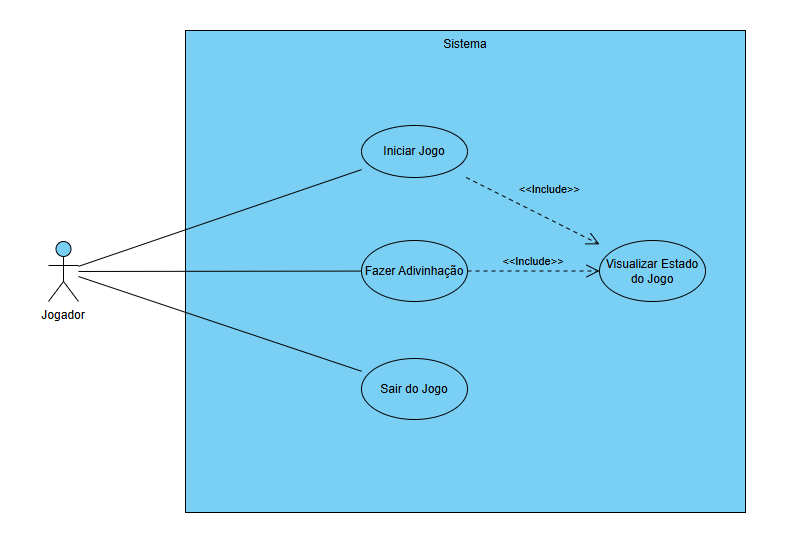 Sistema
Iniciar Jogo
<<Include>>
Fazer Adivinhação
<<Include>>
Visualizar Estado
do Jogo
Jogador
Sair do Jogo